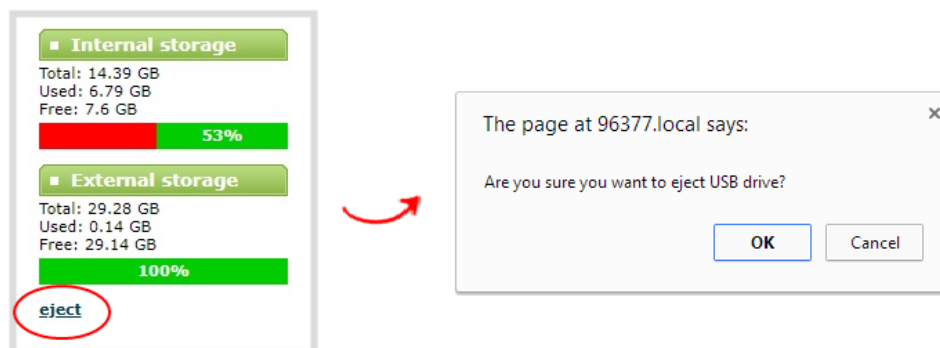 Internal storage
Total: 14.39 GB
Used: 6.79 GB
Free: 7.6 GB
53%
External storage
Total: 29.28 GB
Used: 0.14 GB
Free: 29.14 GB
100%
eject
The page at 96377.local says:
Are you sure you want to eject USB drive?
OK Cancel